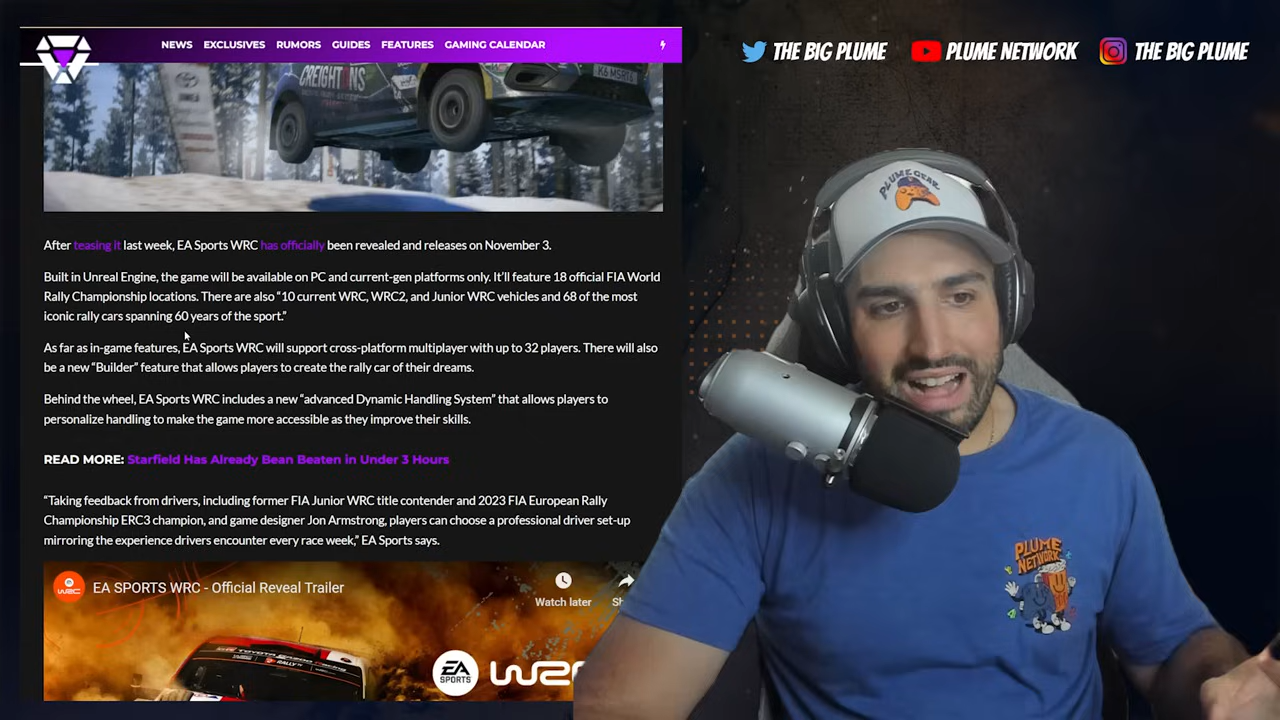 NEWS EXCLUSIVES RUMORS GUIDES FEATURES GAMING CALENDAR
THE BIG PLUME PLUME NETWORK THE BIG PLUME
CREIGHTONS
K6 MSRT
After teasing it last week, EA Sports WRC has officially been revealed and releases on November 3.
Built in Unreal Engine, the game will be available on PC and current-gen platforms only. It'll feature 18 official FIA World
Rally Championship locations. There are also “10 current WRC, WRC2, and Junior WRC vehicles and 68 of the most
iconic rally cars spanning 60 years of the sport.”
As far as in-game features, EA Sports WRC will support cross-platform multiplayer with up to 32 players. There will also
be a new “Builder” feature that allows players to create the rally car of their dreams.
Behind the wheel, EA Sports WRC includes a new “advanced Dynamic Handling System” that allows players to
personalize handling to make the game more accessible as they improve their skills.
READ MORE: Starfield Has Already Bean Beaten in Under 3 Hours
“Taking feedback from drivers, including former FIA Junior WRC title contender and 2023 FIA European Rally
Championship ERC3 champion, and game designer Jon Armstrong, players can choose a professional driver set-up
mirroring the experience drivers encounter every race week,” EA Sports says.
EA SPORTS WRC - Official Reveal Trailer
Watch later Sh
EA
SPORTS
PLUME GEAR
PLUME
NETWORK